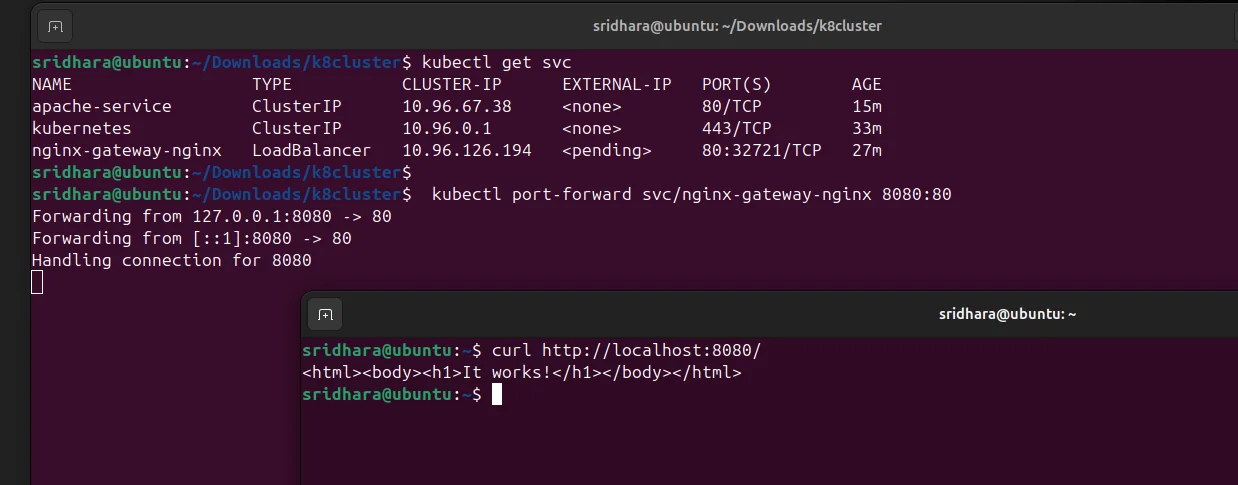 sridhara@ubuntu: ~/Downloads/k8cluster
sridhara@ubuntu:~/Downloads/k8cluster$ kubectl get svc
NAME                  TYPE           CLUSTER-IP      EXTERNAL-IP   PORT(S)        AGE
apache-service        ClusterIP      10.96.67.38     <none>        80/TCP         15m
kubernetes            ClusterIP      10.96.0.1       <none>        443/TCP        33m
nginx-gateway-nginx   LoadBalancer   10.96.126.194   <pending>     80:32721/TCP   27m
sridhara@ubuntu:~/Downloads/k8cluster$
sridhara@ubuntu:~/Downloads/k8cluster$  kubectl port-forward svc/nginx-gateway-nginx 8080:80
Forwarding from 127.0.0.1:8080 -> 80
Forwarding from [::1]:8080 -> 80
Handling connection for 8080
sridhara@ubuntu: ~
sridhara@ubuntu:~$ curl http://localhost:8080/
<html><body><h1>It works!</h1></body></html>
sridhara@ubuntu:~$